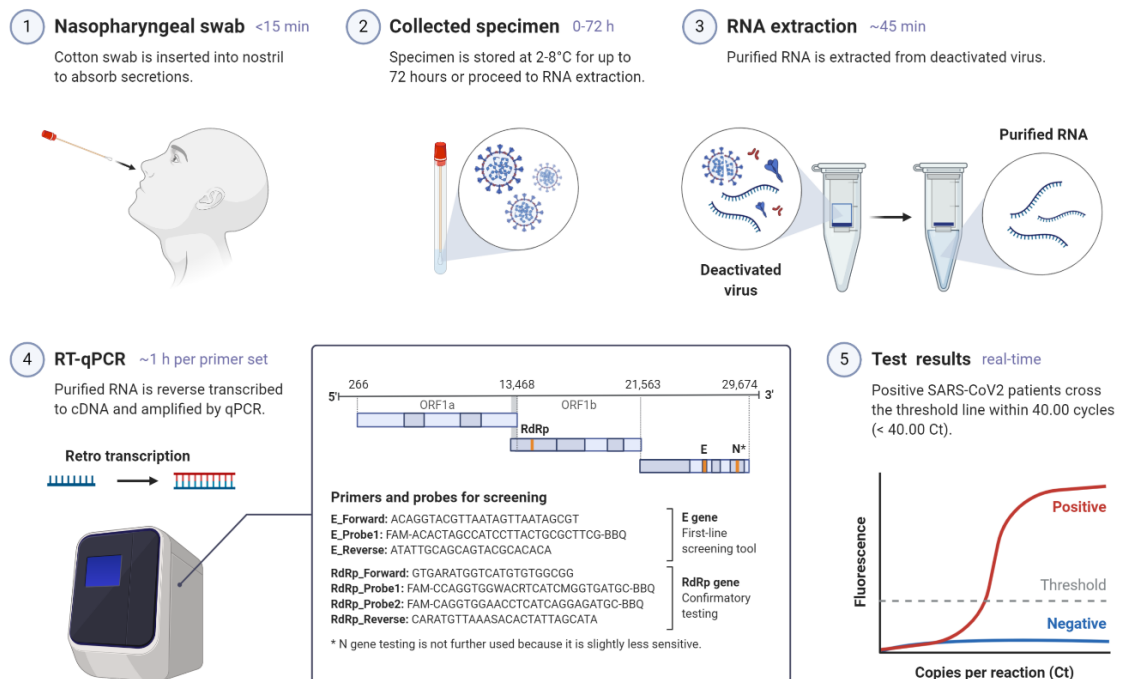 1 Nasopharyngeal swab <15 min
Cotton swab is inserted into nostril
to absorb secretions.
2 Collected specimen 0-72 h
Specimen is stored at 2-8°C for up to
72 hours or proceed to RNA extraction.
3 RNA extraction ~45 min
Purified RNA is extracted from deactivated virus.
Purified RNA
Deactivated
virus
4 RT-qPCR ~1 h per primer set
Purified RNA is reverse transcribed
to cDNA and amplified by qPCR.
Retro transcription
266 13,468 21,563 29,674
5' 3'
ORF1a ORF1b
RdRp
E N*
Primers and probes for screening
E_Forward: ACAGGTACGTTAATAGTTAATAGCGT
E_Probe1: FAM-ACACTAGCCATCCTTACTGCGCTTCG-BBQ
E_Reverse: ATATTGCAGCAGTACGCACACA
E gene
First-line
screening tool
RdRp_Forward: GTGARATGGTCATGTGTGGCGG
RdRp_Probe1: FAM-CCAGGTGGWACRTCATCMGGTGATGC-BBQ
RdRp_Probe2: FAM-CAGGTGGAACCTCATCAGGAGATGC-BBQ
RdRp_Reverse: CARATGTTAAASACACTATTAGCATA
RdRp gene
Confirmatory
testing
* N gene testing is not further used because it is slightly less sensitive.
5 Test results real-time
Positive SARS-CoV2 patients cross
the threshold line within 40.00 cycles
(< 40.00 Ct).
Fluorescence
Positive
Threshold
Negative
Copies per reaction (Ct)